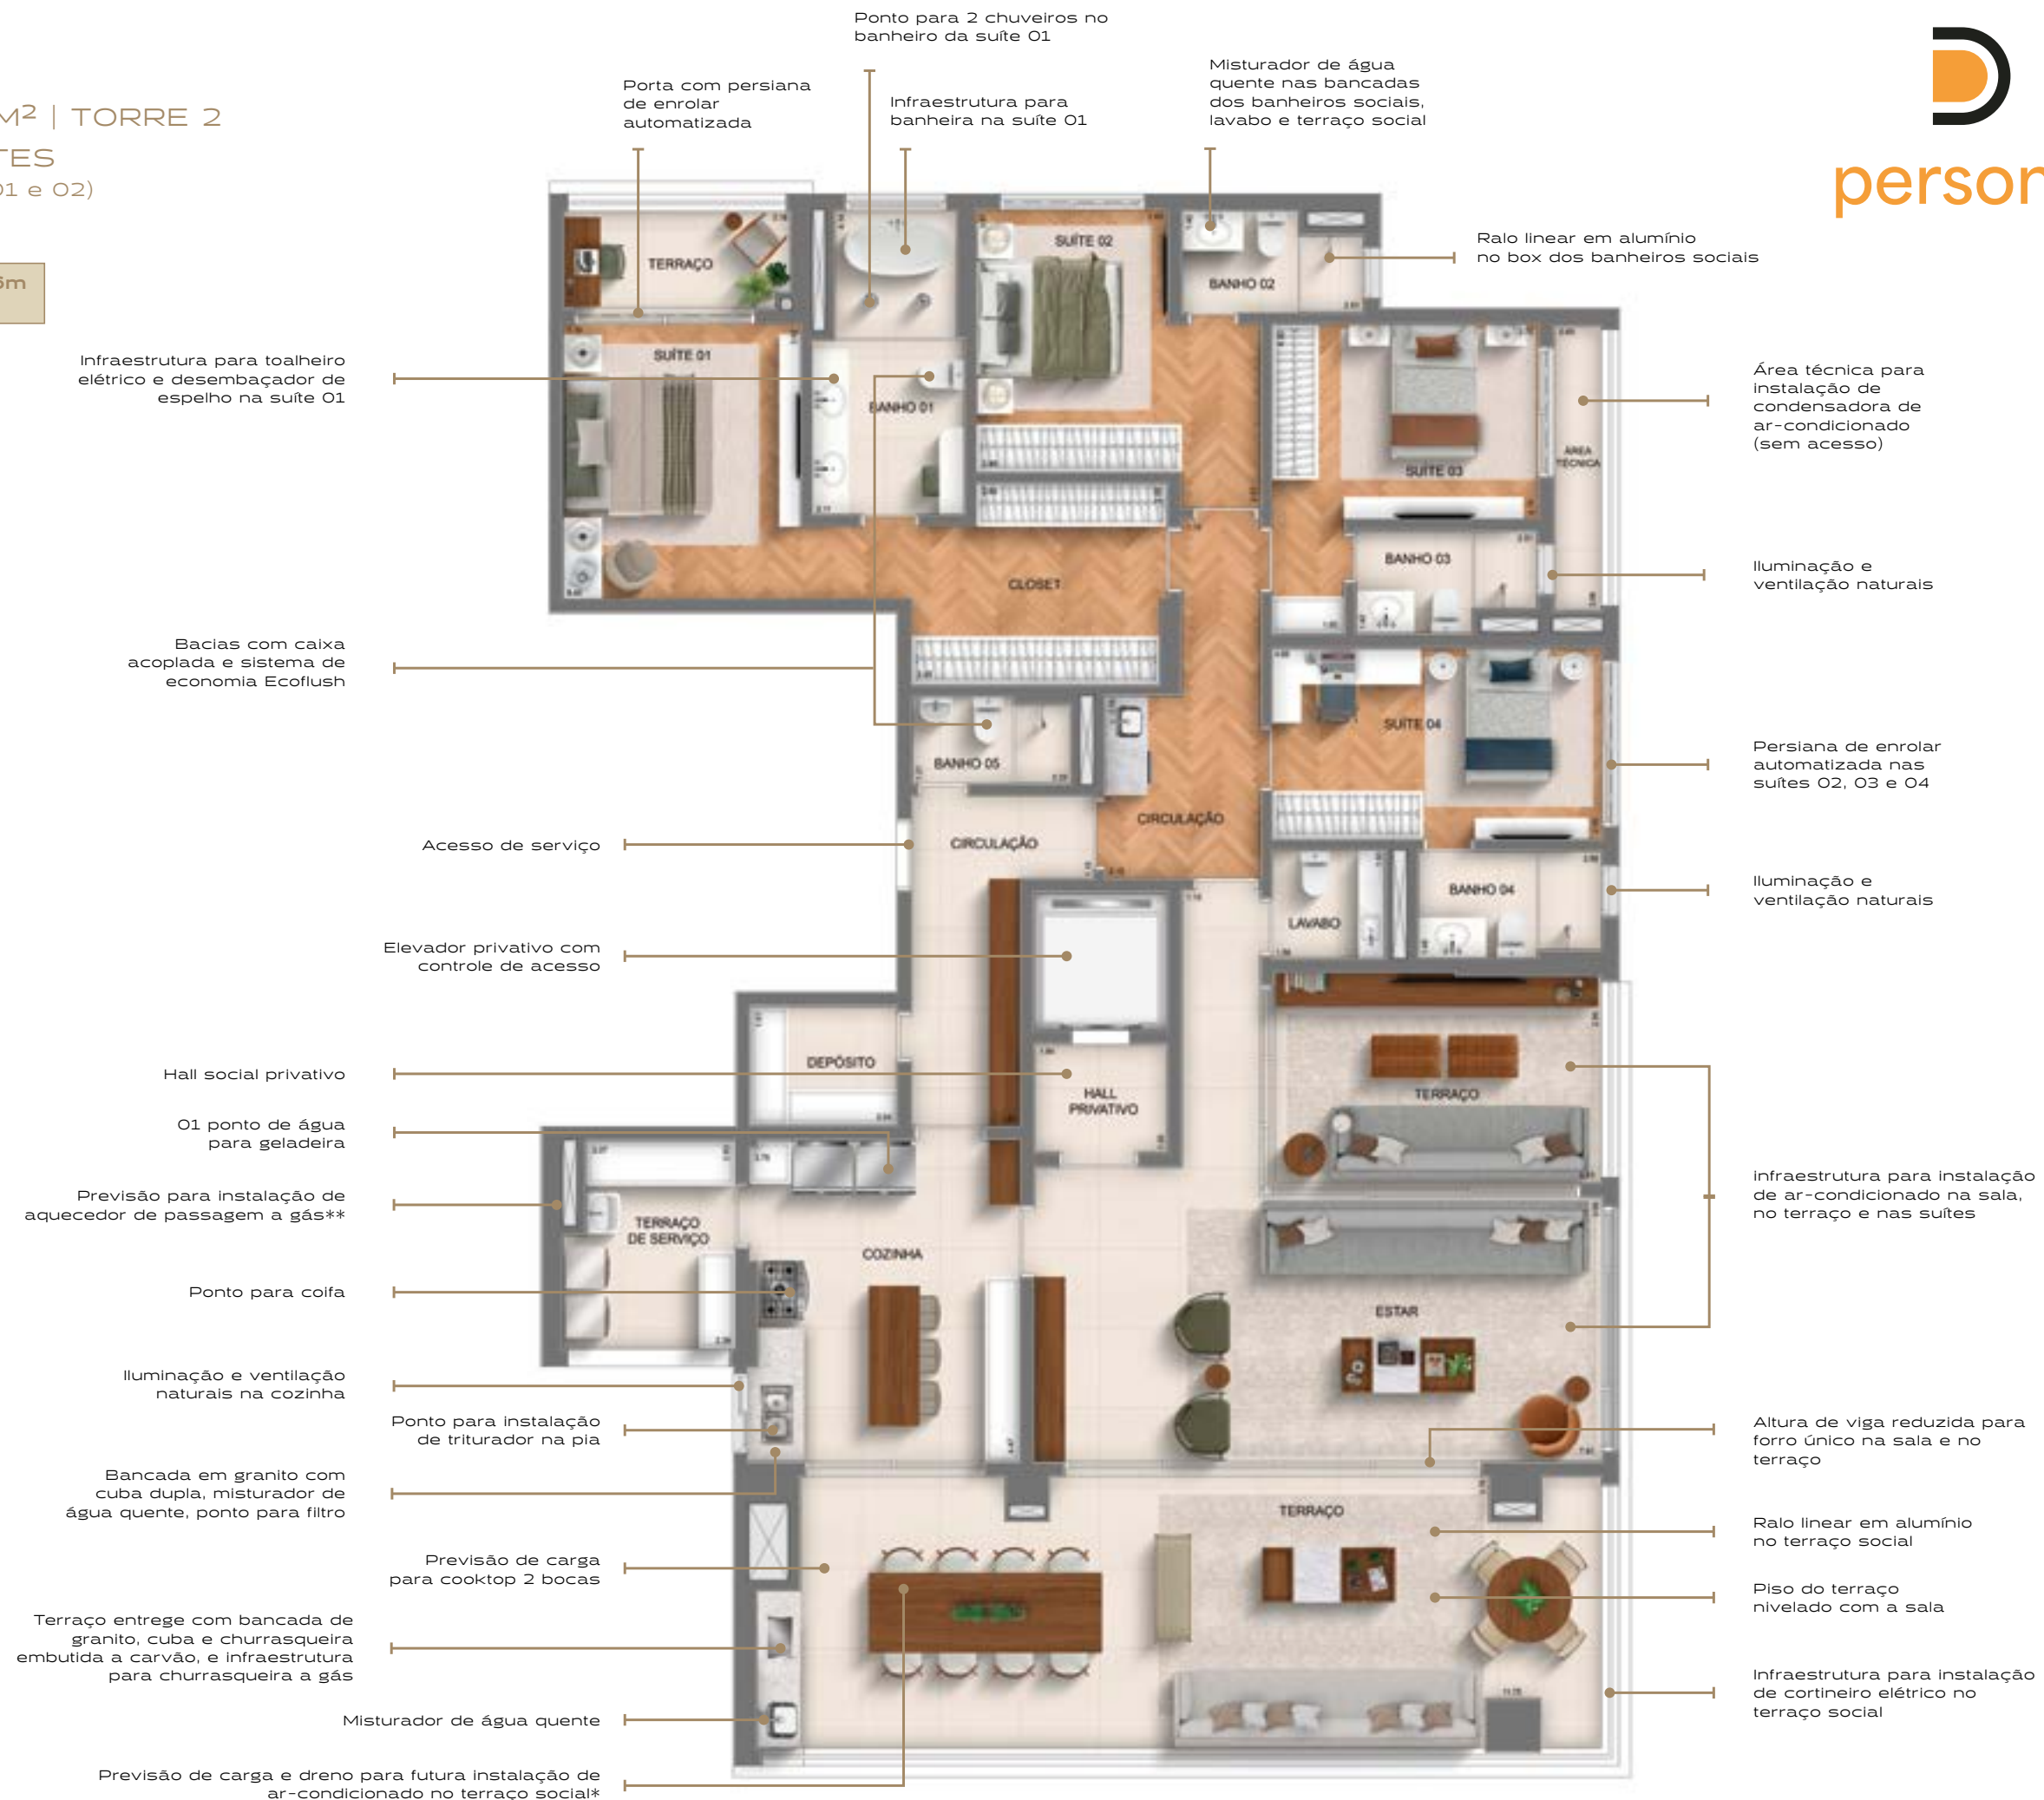 Ponto para 2 chuveiros no
banheiro da suíte 01
Porta com persiana
de enrolar
automatizada
Infraestrutura para
banheira na suíte 01
Misturador de água
quente nas bancadas
dos banheiros sociais,
lavabo e terraço social
M² | TORRE 2
TES
01 e 02)
6m
person
Ralo linear em alumínio
no box dos banheiros sociais
Infraestrutura para toalheiro
elétrico e desembaçador de
espelho na suíte 01
Área técnica para
instalação de
condensadora de
ar-condicionado
(sem acesso)
Iluminação e
ventilação naturais
Bacias com caixa
acoplada e sistema de
economia Ecoflush
Persiana de enrolar
automatizada nas
suítes 02, 03 e 04
Acesso de serviço
Iluminação e
ventilação naturais
Elevador privativo com
controle de acesso
Hall social privativo
01 ponto de água
para geladeira
Previsão para instalação de
aquecedor de passagem a gás**
infraestrutura para instalação
de ar-condicionado na sala,
no terraço e nas suítes
Ponto para coifa
Iluminação e ventilação
naturais na cozinha
Ponto para instalação
de triturador na pia
Altura de viga reduzida para
forro único na sala e no
terraço
Bancada em granito com
cuba dupla, misturador de
água quente, ponto para filtro
Ralo linear em alumínio
no terraço social
Previsão de carga
para cooktop 2 bocas
Piso do terraço
nivelado com a sala
Terraço entrege com bancada de
granito, cuba e churrasqueira
embutida a carvão, e infraestrutura
para churrasqueira a gás
Infraestrutura para instalação
de cortineiro elétrico no
terraço social
Misturador de água quente
Previsão de carga e dreno para futura instalação de
ar-condicionado no terraço social*
TERRAÇO
SUÍTE 02
BANHO 02
SUÍTE 01
BANHO 01
SUÍTE 03
ÁREA
TÉCNICA
CLOSET
BANHO 03
SUÍTE 04
BANHO 05
CIRCULAÇÃO
CIRCULAÇÃO
BANHO 04
LAVABO
DEPÓSITO
HALL
PRIVATIVO
TERRAÇO
TERRAÇO
DE SERVIÇO
COZINHA
ESTAR
TERRAÇO